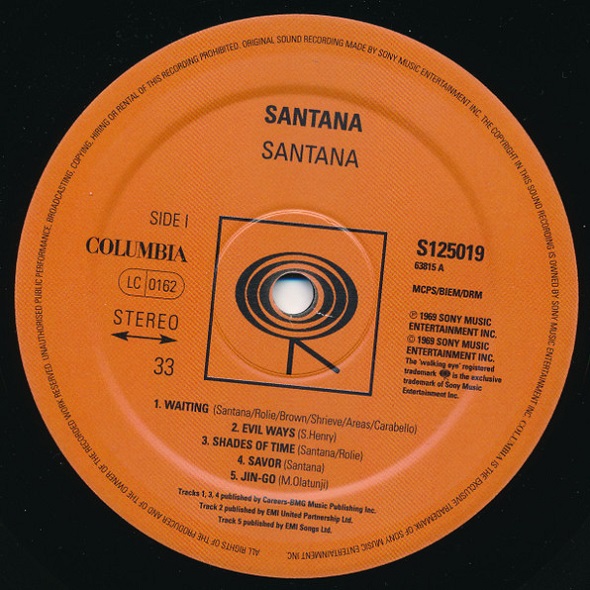 SANTANA
SANTANA
SIDE I
COLUMBIA
LC 0162
STEREO
33
S125019
63815 A
MCPS/BIEM/DRM
℗ 1969 SONY MUSIC
ENTERTAINMENT INC.
© 1969 SONY MUSIC
ENTERTAINMENT INC.
The 'walking eye' registered
trademark is the exclusive
trademark of Sony Music
Entertainment Inc.
1. WAITING (Santana/Rolie/Brown/Shrieve/Areas/Carabello)
2. EVIL WAYS (S.Henry)
3. SHADES OF TIME (Santana/Rolie)
4. SAVOR (Santana)
5. JIN-GO (M.Olatunji)
Tracks 1, 3, 4 published by Careers-BMG Music Publishing Inc.
Track 2 published by EMI United Partnership Ltd.
Track 5 published by EMI Songs Ltd.
ALL RIGHTS OF THE PRODUCER AND OF THE OWNER OF THE RECORDED WORK RESERVED. UNAUTHORISED PUBLIC PERFORMANCE, BROADCASTING, COPYING, HIRING OR RENTAL OF THIS RECORDING PROHIBITED. ORIGINAL SOUND RECORDING MADE BY SONY MUSIC ENTERTAINMENT INC. THE COPYRIGHT IN THIS SOUND RECORDING IS OWNED BY SONY MUSIC ENTERTAINMENT INC. COLUMBIA IS THE EXCLUSIVE TRADEMARK OF SONY MUSIC ENTERTAINMENT INC